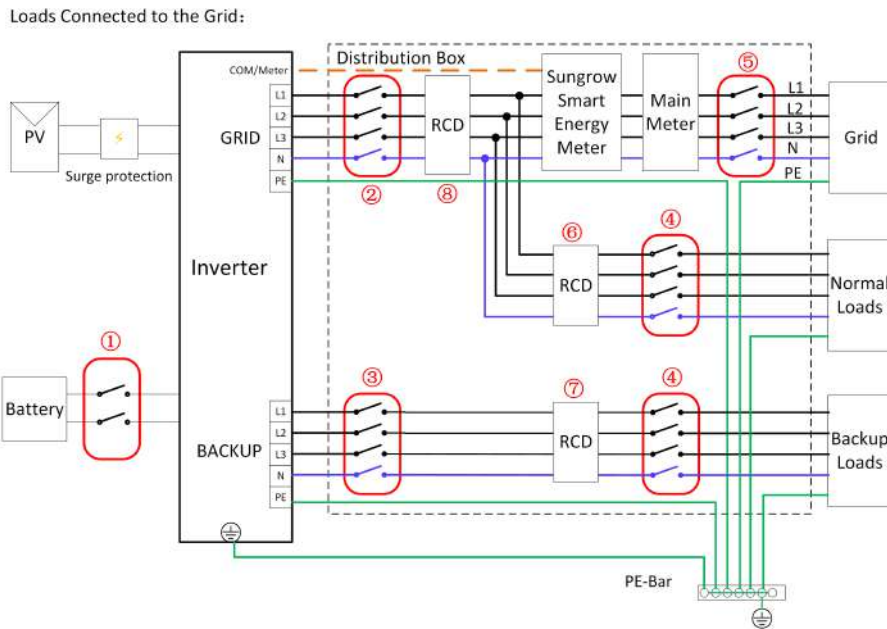 Loads Connected to the Grid:
COM/Meter
Distribution Box
⑤
PV
Surge protection
GRID
L1
L2
L3
N
PE
②
RCD
⑧
Sungrow
Smart
Energy
Meter
Main
Meter
L1
L2
L3
N
PE
Grid
Inverter
⑥
RCD
④
Normal
Loads
①
Battery
BACKUP
L1
L2
L3
N
PE
③
⑦
RCD
④
Backup
Loads
PE-Bar